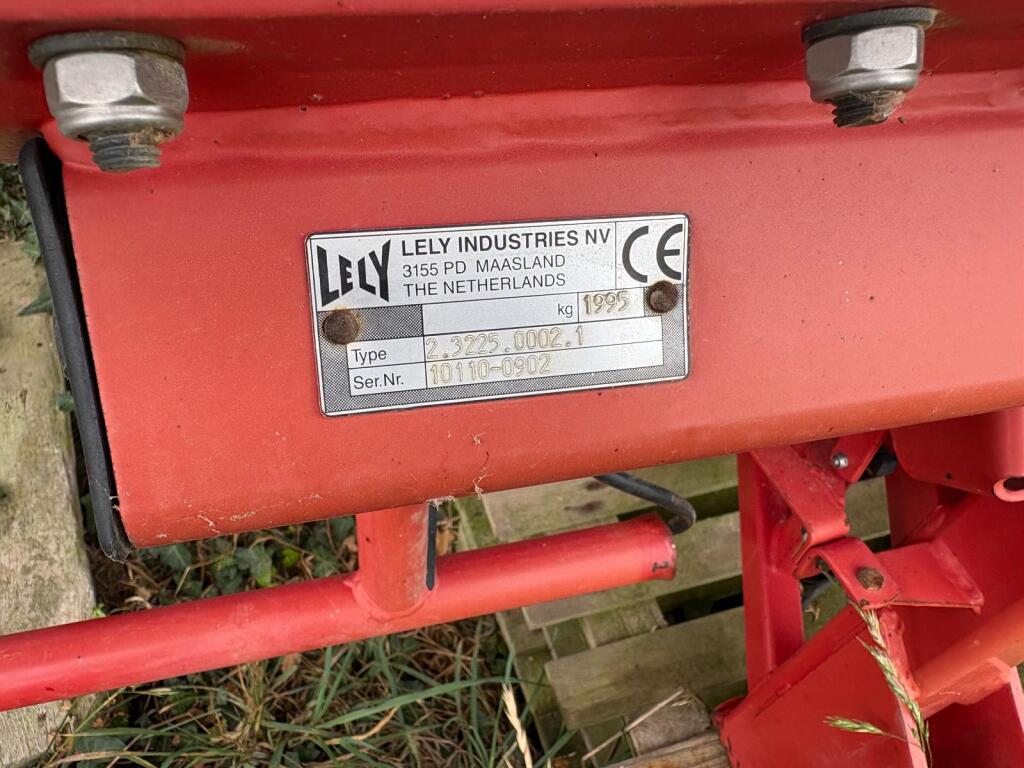 LELY
LELY INDUSTRIES NV
3155 PD MAASLAND
THE NETHERLANDS
CE
kg 1995
Type 2.3225.0002.1
Ser.Nr. 10110-0902